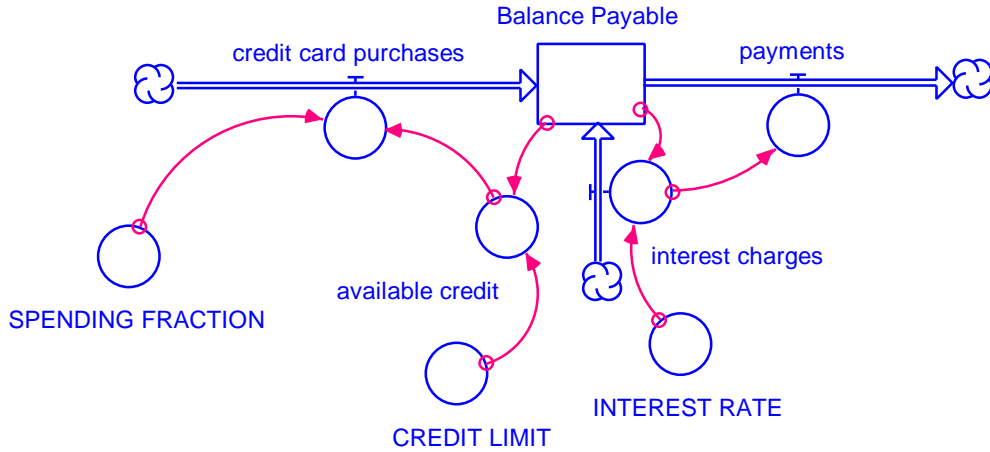 Balance Payable
credit card purchases
payments
interest charges
available credit
SPENDING FRACTION
INTEREST RATE
CREDIT LIMIT